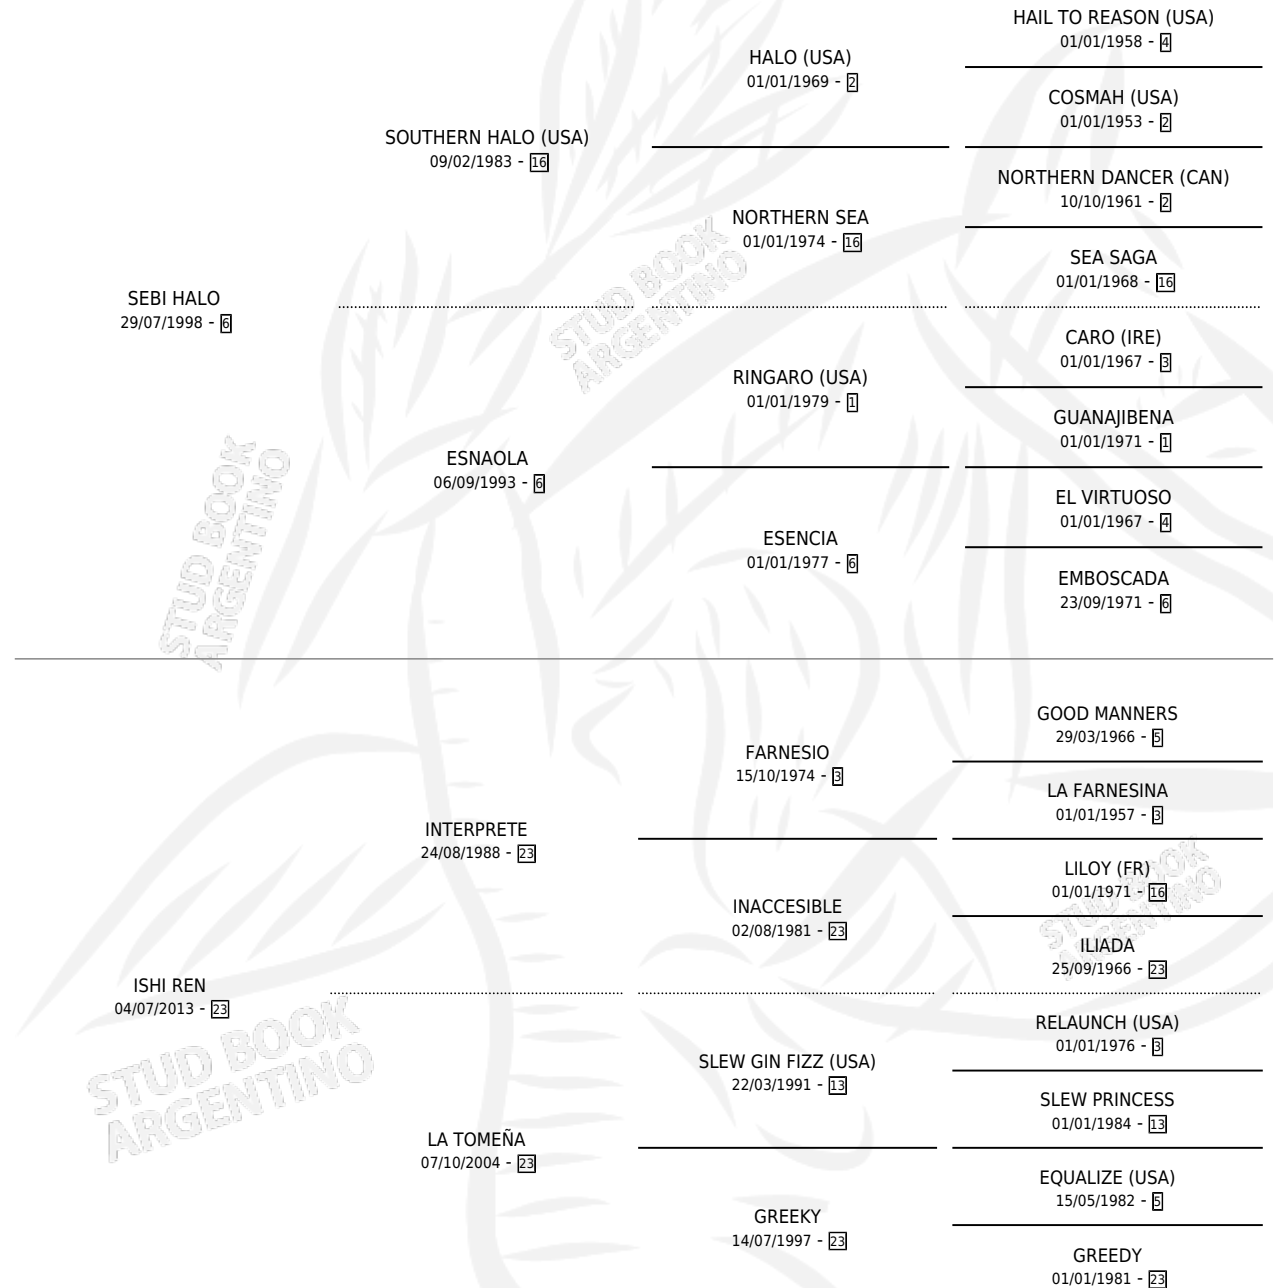 HAIL TO REASON (USA)
01/01/1958 - 4
HALO (USA)
01/01/1969 - 2
COSMAH (USA)
01/01/1953 - 2
SOUTHERN HALO (USA)
09/02/1983 - 16
NORTHERN DANCER (CAN)
10/10/1961 - 2
NORTHERN SEA
01/01/1974 - 16
SEA SAGA
01/01/1968 - 16
SEBI HALO
29/07/1998 - 6
CARO (IRE)
01/01/1967 - 3
RINGARO (USA)
01/01/1979 - 1
GUANAJIBENA
01/01/1971 - 1
ESNAOLA
06/09/1993 - 6
EL VIRTUOSO
01/01/1967 - 4
ESENCIA
01/01/1977 - 6
EMBOSCADA
23/09/1971 - 6
GOOD MANNERS
29/03/1966 - 5
FARNESIO
15/10/1974 - 3
LA FARNESINA
01/01/1957 - 3
INTERPRETE
24/08/1988 - 23
LILOY (FR)
01/01/1971 - 16
INACCESIBLE
02/08/1981 - 23
ILIADA
25/09/1966 - 23
ISHI REN
04/07/2013 - 23
RELAUNCH (USA)
01/01/1976 - 3
SLEW GIN FIZZ (USA)
22/03/1991 - 13
SLEW PRINCESS
01/01/1984 - 13
LA TOMEÑA
07/10/2004 - 23
EQUALIZE (USA)
15/05/1982 - 5
GREEKY
14/07/1997 - 23
GREEDY
01/01/1981 - 23
STUD BOOK
ARGENTINO
STUD BOOK
ARGENTINO
STUD BOOK
ARGENTINO
STUD BOOK
ARGENTINO